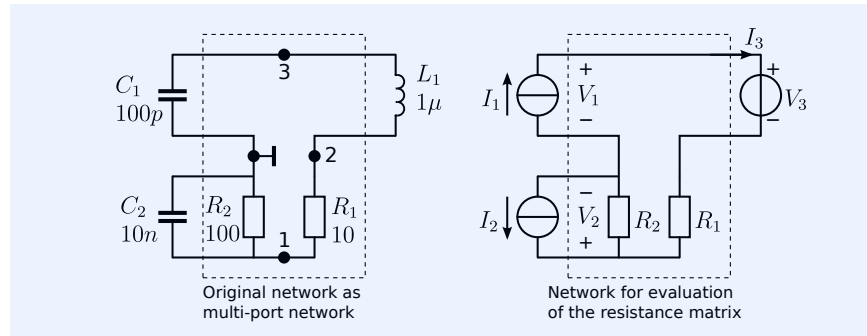 3
C₁
100p
L₁
1μ
2
C₂
10n
R₂
100
1
R₁
10
Original network as
multi-port network
I₃
I₁
+
V₁
−
+
V₃
−
I₂
−
V₂
+
R₂
R₁
Network for evaluation
of the resistance matrix